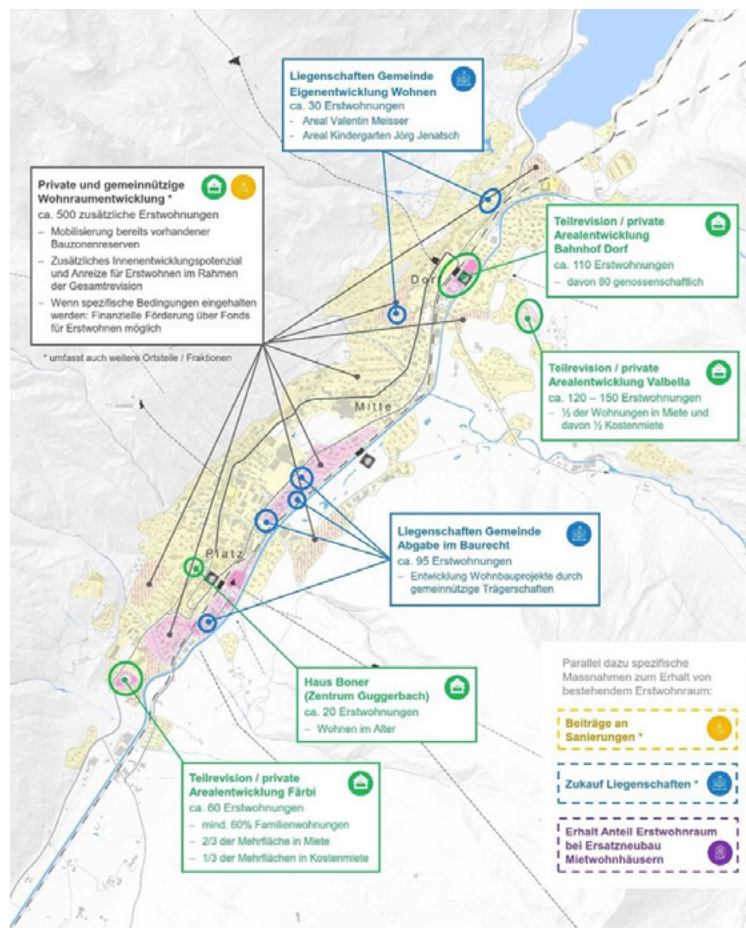 Liegenschaften Gemeinde
Eigenentwicklung Wohnen
ca. 30 Erstwohnungen
- Areal Valentin Meisser
- Areal Kindergarten Jörg Jenatsch
Private und gemeinnützige
Wohnraumentwicklung *
ca. 500 zusätzliche Erstwohnungen
– Mobilisierung bereits vorhandener
Bauzonenreserven
– Zusätzliches Innenentwicklungspotenzial
und Anreize für Erstwohnen im Rahmen
der Gesamtrevision
– Wenn spezifische Bedingungen eingehalten
werden: Finanzielle Förderung über Fonds
für Erstwohnen möglich
* umfasst auch weitere Ortsteile / Fraktionen
Teilrevision / private
Arealentwicklung
Bahnhof Dorf
ca. 110 Erstwohnungen
– davon 80 genossenschaftlich
Dorf
Teilrevision / private
Arealentwicklung Valbella
ca. 120 – 150 Erstwohnungen
– ½ der Wohnungen in Miete und
davon ½ Kostenmiete
Mitte
Liegenschaften Gemeinde
Abgabe im Baurecht
ca. 95 Erstwohnungen
– Entwicklung Wohnbauprojekte durch
gemeinnützige Trägerschaften
Platz
Haus Boner
(Zentrum Guggerbach)
ca. 20 Erstwohnungen
– Wohnen im Alter
Teilrevision / private
Arealentwicklung Färbi
ca. 60 Erstwohnungen
– mind. 60% Familienwohnungen
– 2/3 der Mehrfläche in Miete
– 1/3 der Mehrflächen in Kostenmiete
Parallel dazu spezifische
Massnahmen zum Erhalt von
bestehendem Erstwohnraum:
Beiträge an
Sanierungen *
Zukauf Liegenschaften *
Erhalt Anteil Erstwohnraum
bei Ersatzneubau
Mietwohnhäusern